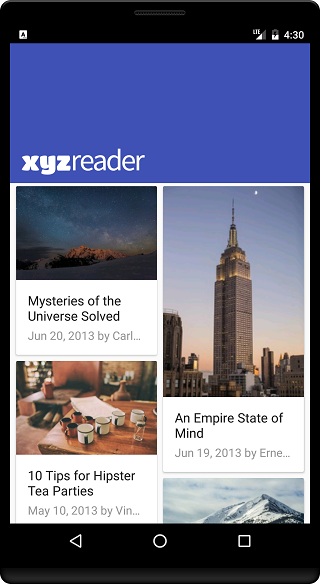 LTE 4:30
xyzreader
Mysteries of the
Universe Solved
Jun 20, 2013 by Carl...
An Empire State of
Mind
Jun 19, 2013 by Erne...
10 Tips for Hipster
Tea Parties
May 10, 2013 by Vin...